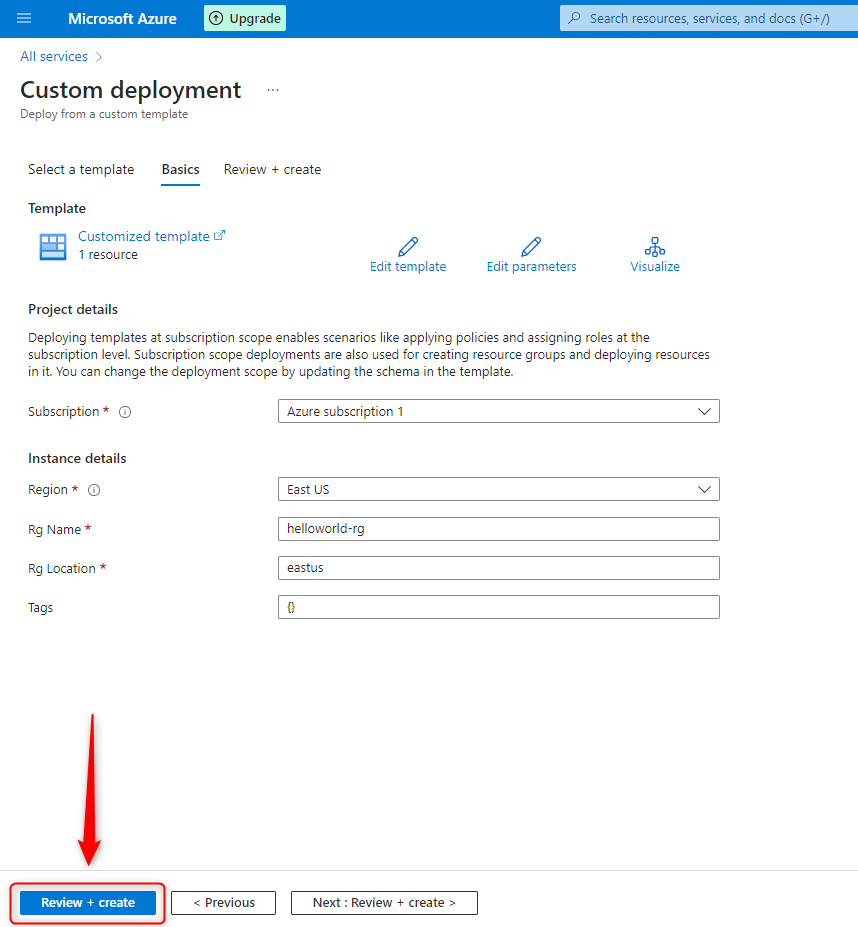 Microsoft Azure
Upgrade
Search resources, services, and docs (G+/)
All services >
Custom deployment ...
Deploy from a custom template
Select a template
Basics
Review + create
Template
Customized template
1 resource
Edit template
Edit parameters
Visualize
Project details
Deploying templates at subscription scope enables scenarios like applying policies and assigning roles at the
subscription level. Subscription scope deployments are also used for creating resource groups and deploying resources
in it. You can change the deployment scope by updating the schema in the template.
Subscription *
Azure subscription 1
Instance details
Region *
East US
Rg Name *
helloworld-rg
Rg Location *
eastus
Tags
{}
Review + create
< Previous
Next : Review + create >